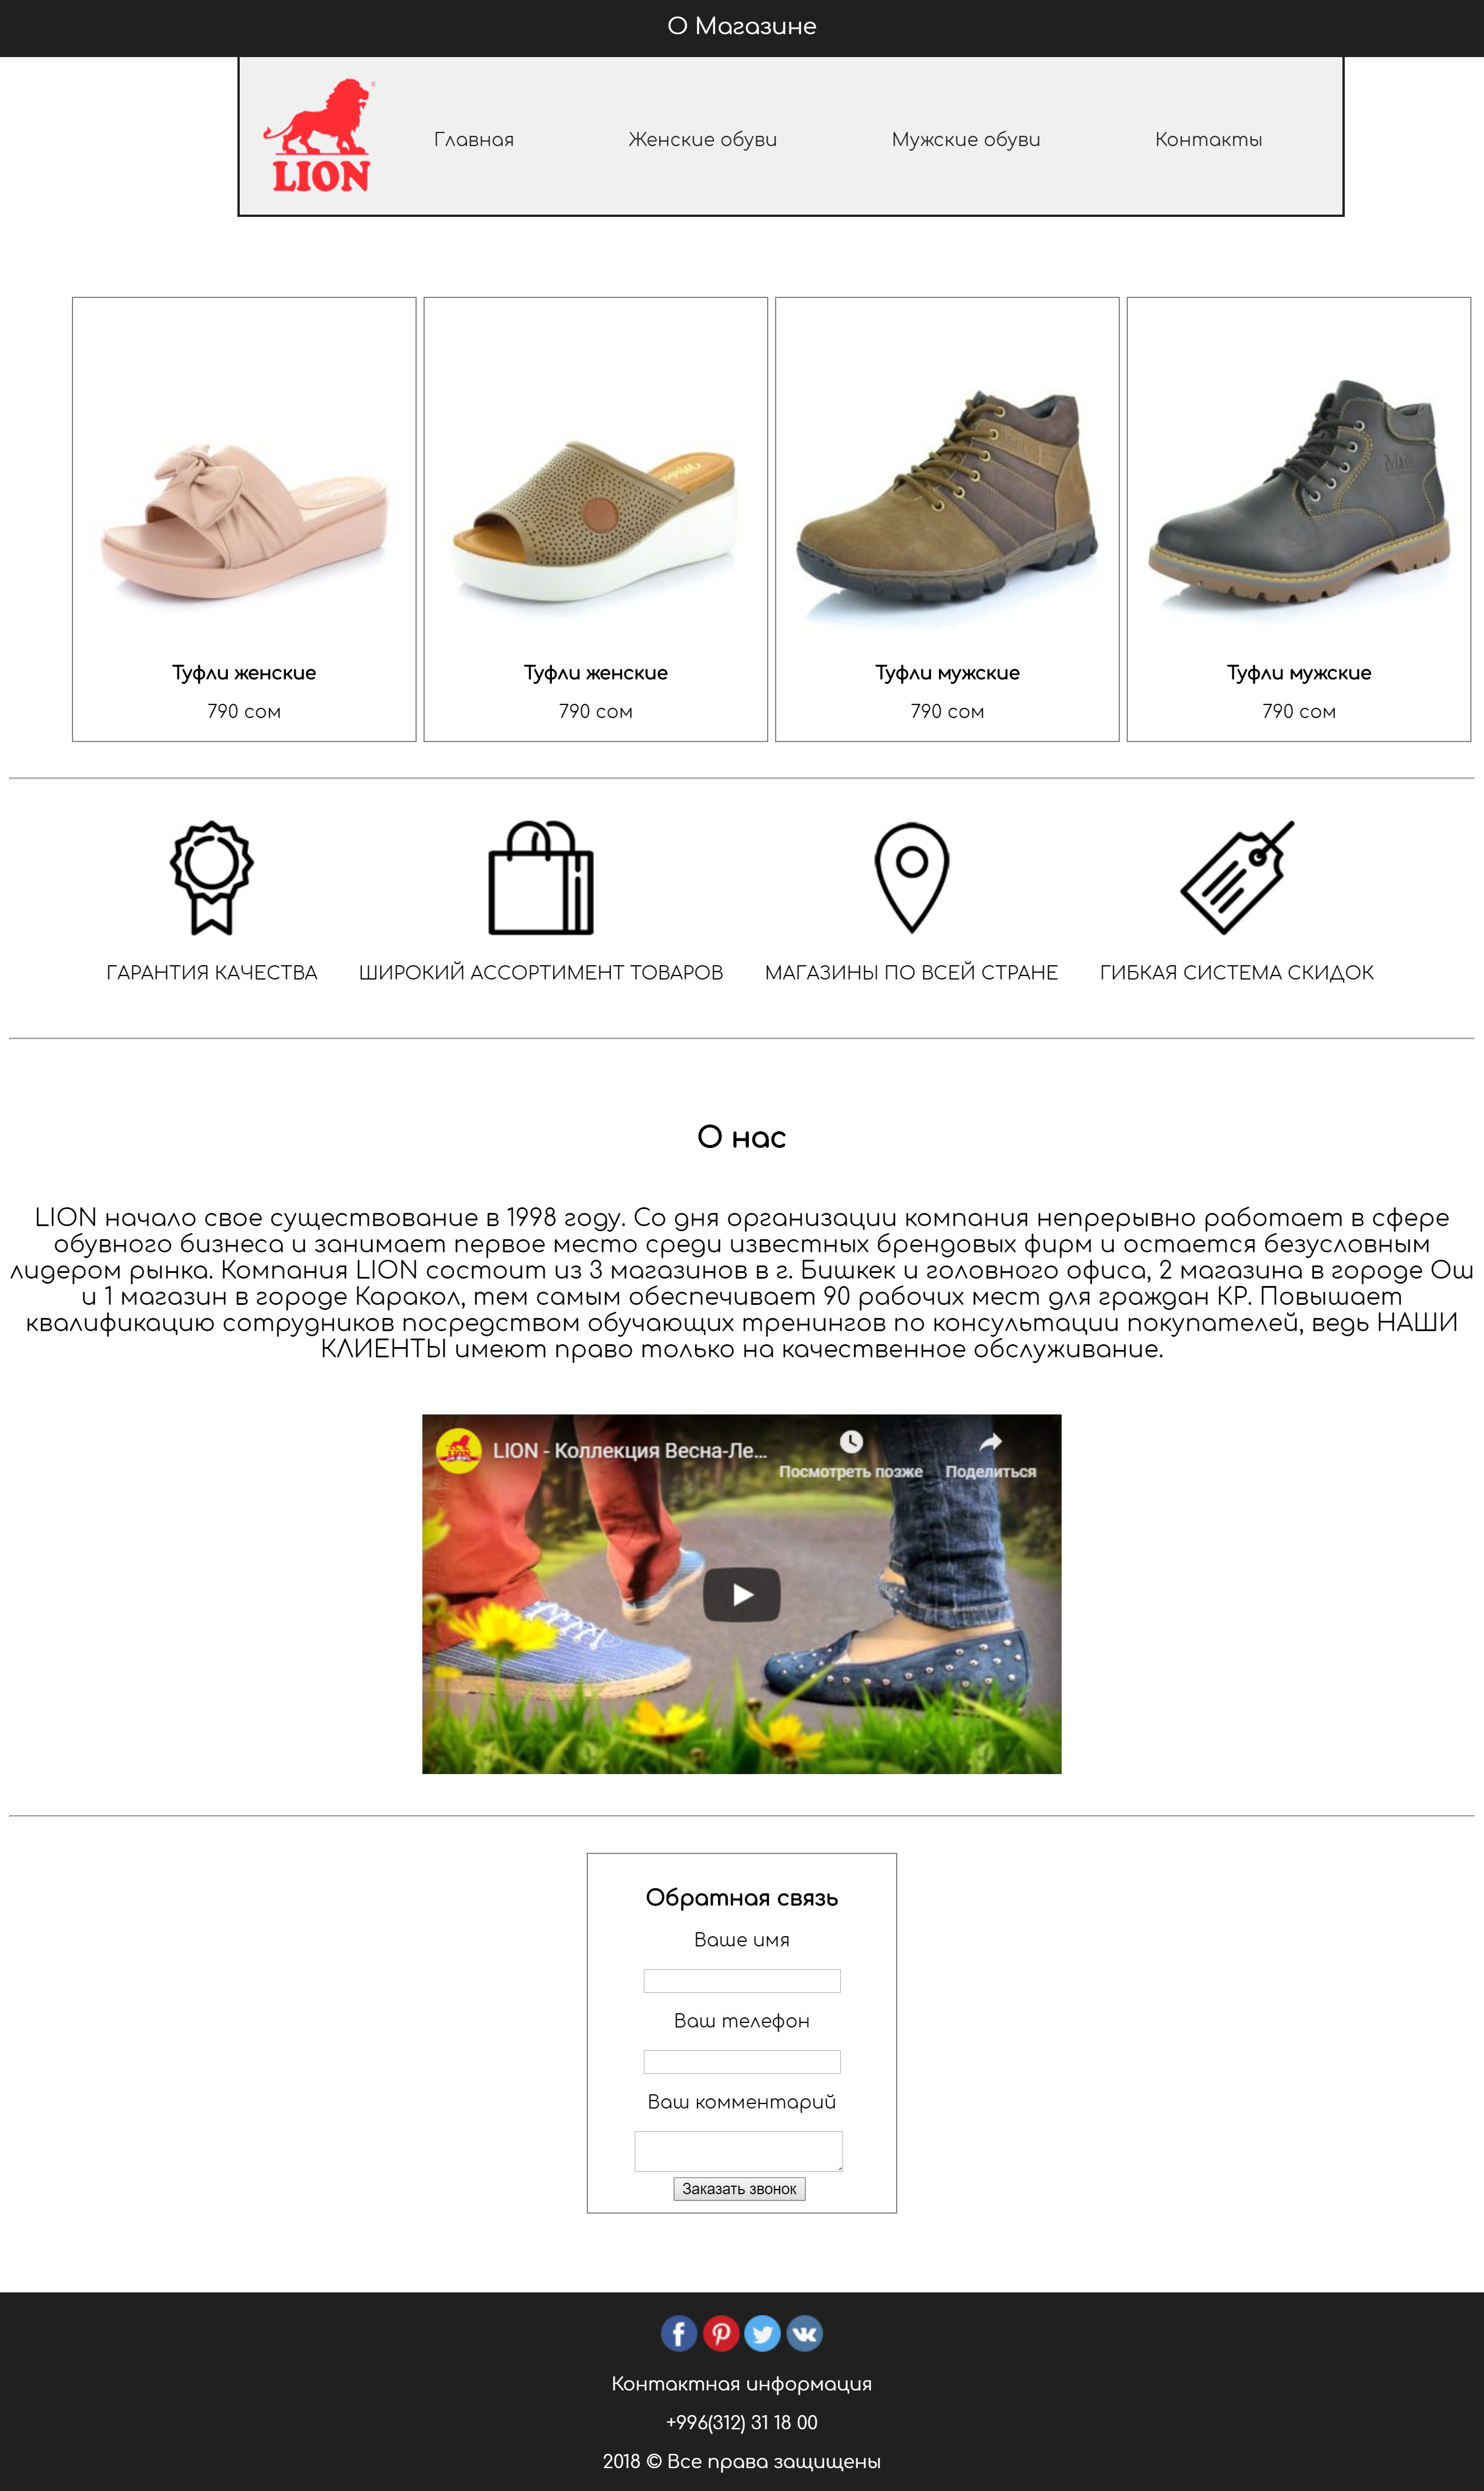 О Магазине
LION
®
Главная
Женские обуви
Мужские обуви
Контакты
Туфли женские
790 сом
Туфли женские
790 сом
Туфли мужские
790 сом
Туфли мужские
790 сом
ГАРАНТИЯ КАЧЕСТВА
ШИРОКИЙ АССОРТИМЕНТ ТОВАРОВ
МАГАЗИНЫ ПО ВСЕЙ СТРАНЕ
ГИБКАЯ СИСТЕМА СКИДОК
О нас
LION начало свое существование в 1998 году. Со дня организации компания непрерывно работает в сфере
обувного бизнеса и занимает первое место среди известных брендовых фирм и остается безусловным
лидером рынка. Компания LION состоит из 3 магазинов в г. Бишкек и головного офиса, 2 магазина в городе Ош
и 1 магазин в городе Каракол, тем самым обеспечивает 90 рабочих мест для граждан КР. Повышает
квалификацию сотрудников посредством обучающих тренингов по консультации покупателей, ведь НАШИ
КЛИЕНТЫ имеют право только на качественное обслуживание.
LION
LION - Коллекция Весна-Ле...
Посмотреть позже
Поделиться
Обратная связь
Ваше имя
Ваш телефон
Ваш комментарий
Заказать звонок
Контактная информация
+996(312) 31 18 00
2018 © Все права защищены